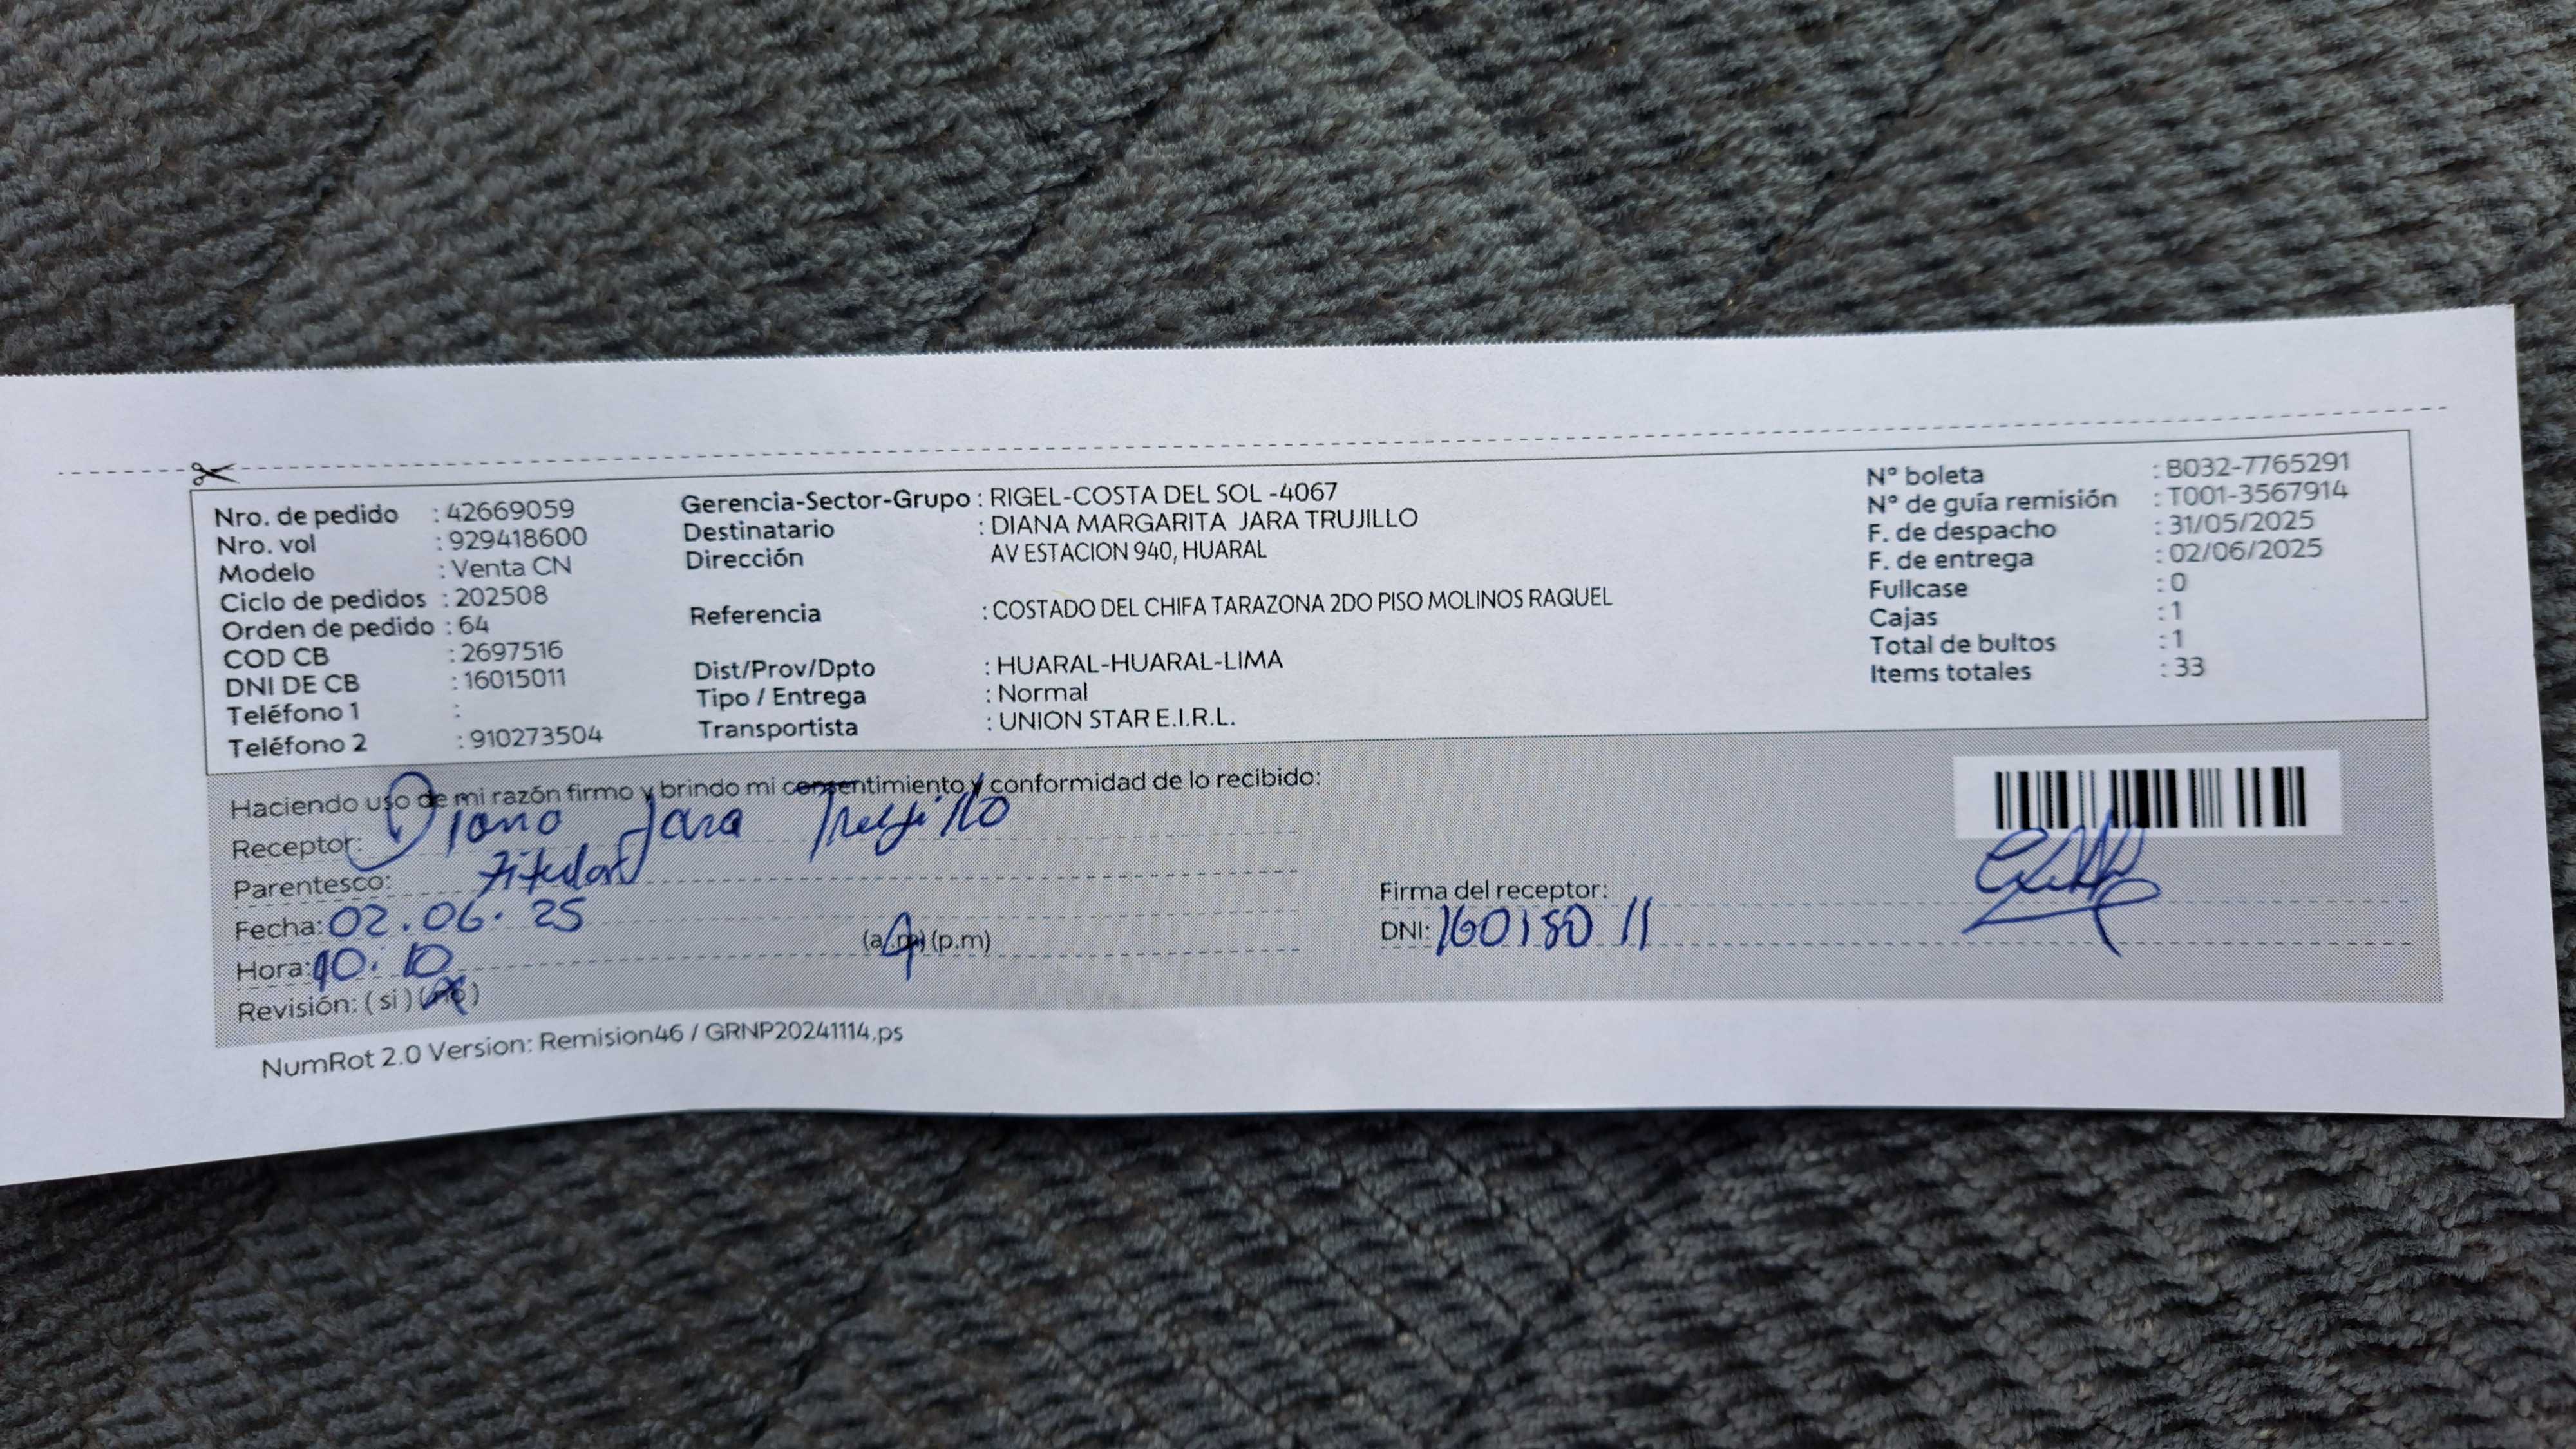 Nro. de pedido : 42669059
Nro. vol : 929418600
Modelo : Venta CN
Ciclo de pedidos : 202508
Orden de pedido : 64
COD CB : 2697516
DNI DE CB : 16015011
Teléfono 1 :
Teléfono 2 : 910273504
Gerencia-Sector-Grupo : RIGEL-COSTA DEL SOL -4067
Destinatario : DIANA MARGARITA JARA TRUJILLO
Dirección AV ESTACION 940, HUARAL
Referencia : COSTADO DEL CHIFA TARAZONA 2DO PISO MOLINOS RAQUEL
Dist/Prov/Dpto : HUARAL-HUARAL-LIMA
Tipo / Entrega : Normal
Transportista : UNION STAR E.I.R.L.
N° boleta : B032-7765291
N° de guía remisión : T001-3567914
F. de despacho : 31/05/2025
F. de entrega : 02/06/2025
Fullcase : 0
Cajas : 1
Total de bultos : 1
Items totales : 33
Haciendo uso de mi razón firmo y brindo mi consentimiento y conformidad de lo recibido:
Receptor: Diana Jara Trujillo
Parentesco: titular
Fecha: 02.06.25
Hora: 10:10 (a.m) (p.m)
Revisión: (si) (no)
Firma del receptor:
DNI: 16015011
NumRot 2.0 Version: Remision46 / GRNP20241114.ps